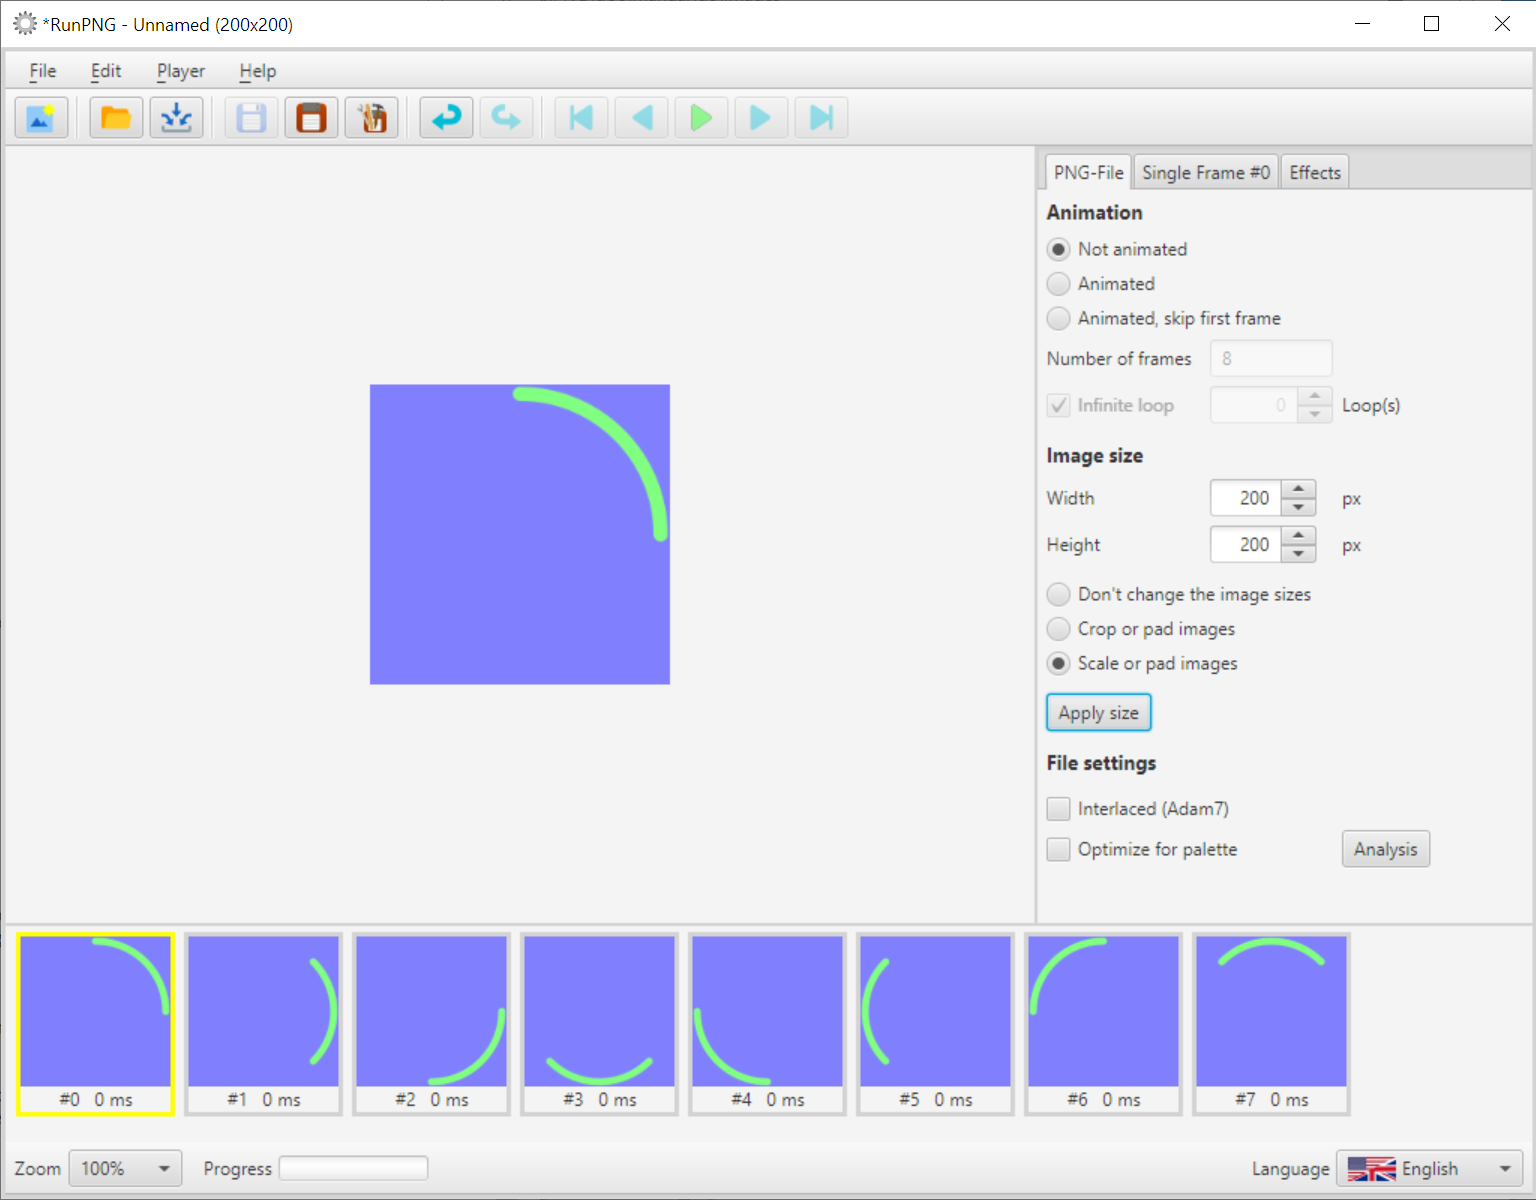 *RunPNG - Unnamed (200x200)
File Edit Player Help
PNG-File Single Frame #0 Effects
Animation
Not animated
Animated
Animated, skip first frame
Number of frames 8
Infinite loop 0 Loop(s)
Image size
Width 200 px
Height 200 px
Don't change the image sizes
Crop or pad images
Scale or pad images
Apply size
File settings
Interlaced (Adam7)
Optimize for palette Analysis
#0 0 ms #1 0 ms #2 0 ms #3 0 ms #4 0 ms #5 0 ms #6 0 ms #7 0 ms
Zoom 100% Progress Language English